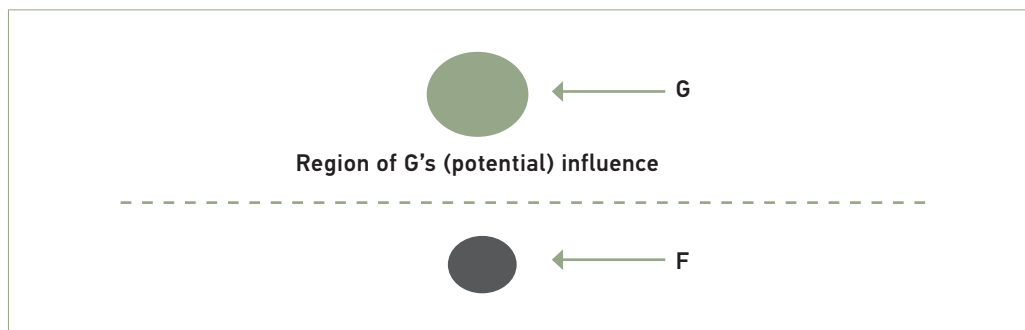 G
Region of G’s (potential) influence
F